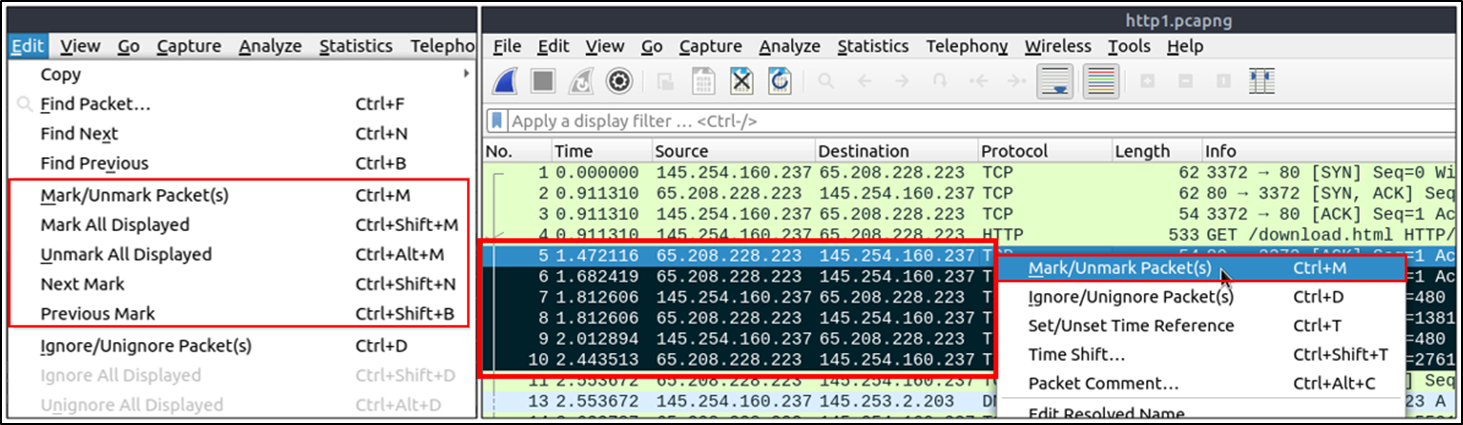 Edit View Go Capture Analyze Statistics Telepho
Copy
Find Packet… Ctrl+F
Find Next Ctrl+N
Find Previous Ctrl+B
Mark/Unmark Packet(s) Ctrl+M
Mark All Displayed Ctrl+Shift+M
Unmark All Displayed Ctrl+Alt+M
Next Mark Ctrl+Shift+N
Previous Mark Ctrl+Shift+B
Ignore/Unignore Packet(s) Ctrl+D
Ignore All Displayed Ctrl+Shift+D
Unignore All Displayed Ctrl+Alt+D
http1.pcapng
File Edit View Go Capture Analyze Statistics Telephony Wireless Tools Help
Apply a display filter … <Ctrl-/>
No. Time Source Destination Protocol Length Info
1 0.000000 145.254.160.237 65.208.228.223 TCP 62 3372 → 80 [SYN] Seq=0 Wi
2 0.911310 65.208.228.223 145.254.160.237 TCP 62 80 → 3372 [SYN, ACK] Seq=
3 0.911310 145.254.160.237 65.208.228.223 TCP 54 3372 → 80 [ACK] Seq=1 Ac
4 0.911310 145.254.160.237 65.208.228.223 HTTP 533 GET /download.html HTTP/
5 1.472116 65.208.228.223 145.254.160.237 =1 Ac
6 1.682419 65.208.228.223 145.254.160.237 T =1 Ac
7 1.812606 145.254.160.237 65.208.228.223 T =480
8 1.812606 65.208.228.223 145.254.160.237 T =1381
9 2.012894 145.254.160.237 65.208.228.223 T =480
10 2.443513 65.208.228.223 145.254.160.237 T =2761
11 2.553672 65.208.228.223 145.254.160.237 T ] Seq
13 2.553672 145.254.160.237 145.253.2.203 DN 23 A
Mark/Unmark Packet(s) Ctrl+M
Ignore/Unignore Packet(s) Ctrl+D
Set/Unset Time Reference Ctrl+T
Time Shift… Ctrl+Shift+T
Packet Comment… Ctrl+Alt+C
Edit Resolved Name